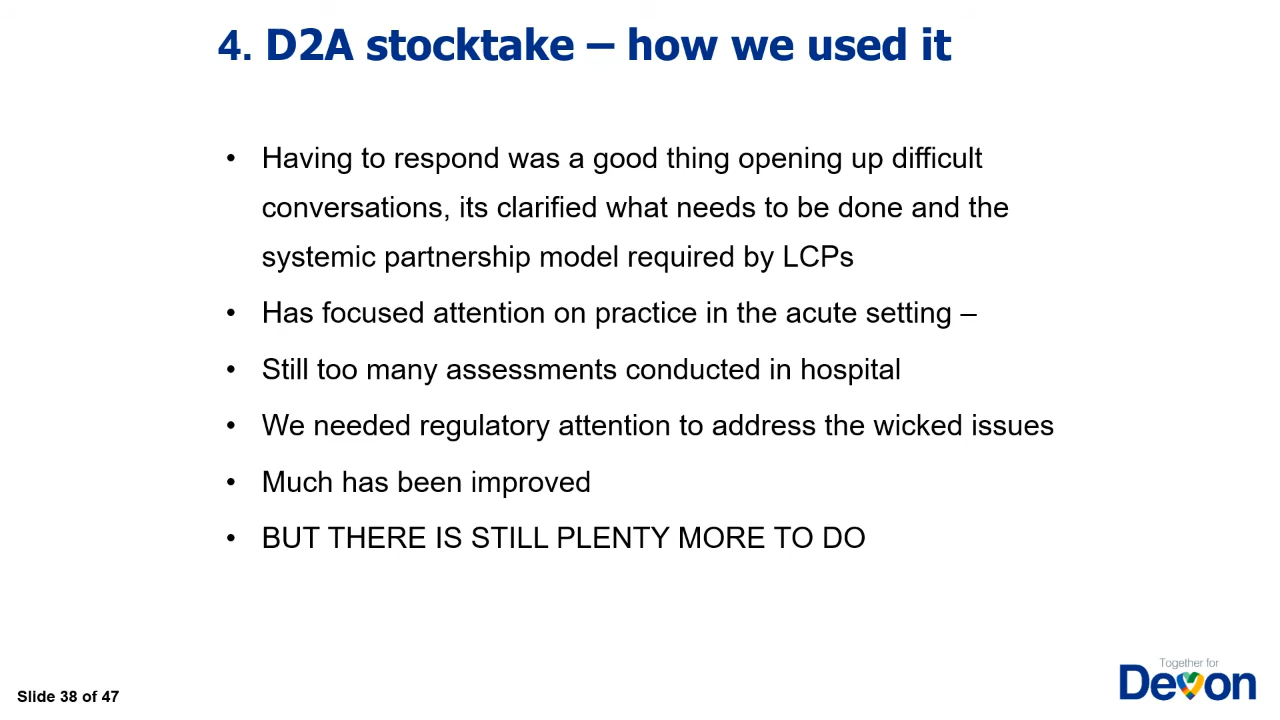 4. D2A stocktake – how we used it
• Having to respond was a good thing opening up difficult
conversations, its clarified what needs to be done and the
systemic partnership model required by LCPs
• Has focused attention on practice in the acute setting –
• Still too many assessments conducted in hospital
• We needed regulatory attention to address the wicked issues
• Much has been improved
• BUT THERE IS STILL PLENTY MORE TO DO
Together for
Devon
Slide 38 of 47